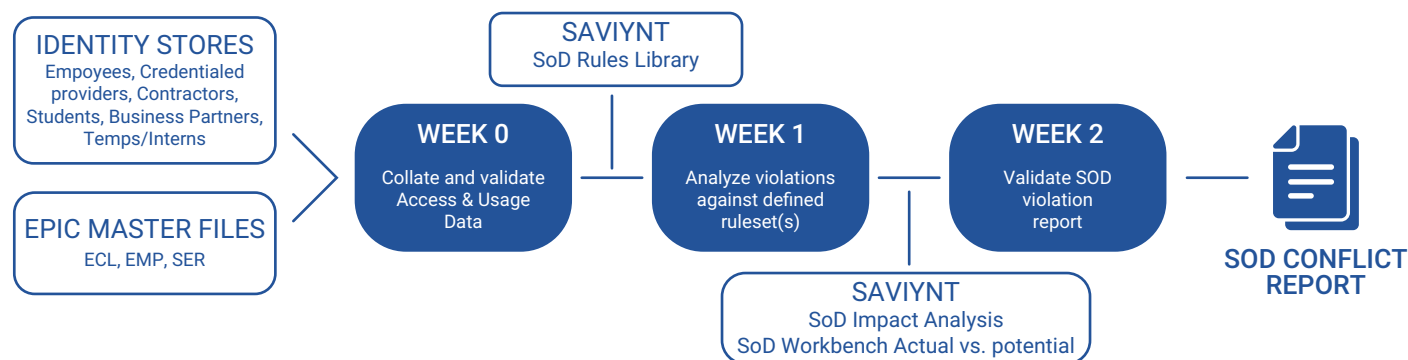 IDENTITY STORES
Empoyees, Credentialed
providers, Contractors,
Students, Business Partners,
Temps/Interns
EPIC MASTER FILES
ECL, EMP, SER
WEEK 0
Collate and validate
Access & Usage
Data
SAVIYNT
SoD Rules Library
WEEK 1
Analyze violations
against defined
ruleset(s)
SAVIYNT
SoD Impact Analysis
SoD Workbench Actual vs. potential
WEEK 2
Validate SOD
violation
report
SOD CONFLICT
REPORT